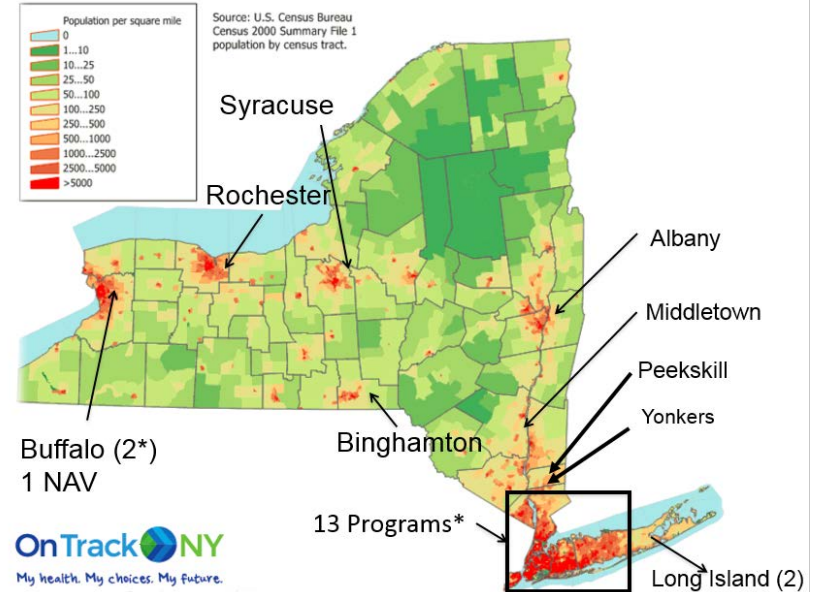 Population per square mile
0
1...10
10...25
25...50
50...100
100...250
250...500
500...1000
1000...2500
2500...5000
>5000
Source: U.S. Census Bureau
Census 2000 Summary File 1
population by census tract.
Syracuse
Rochester
Albany
Middletown
Peekskill
Yonkers
Binghamton
Buffalo (2*)
1 NAV
13 Programs*
Long Island (2)
OnTrack NY
My health. My choices. My future.